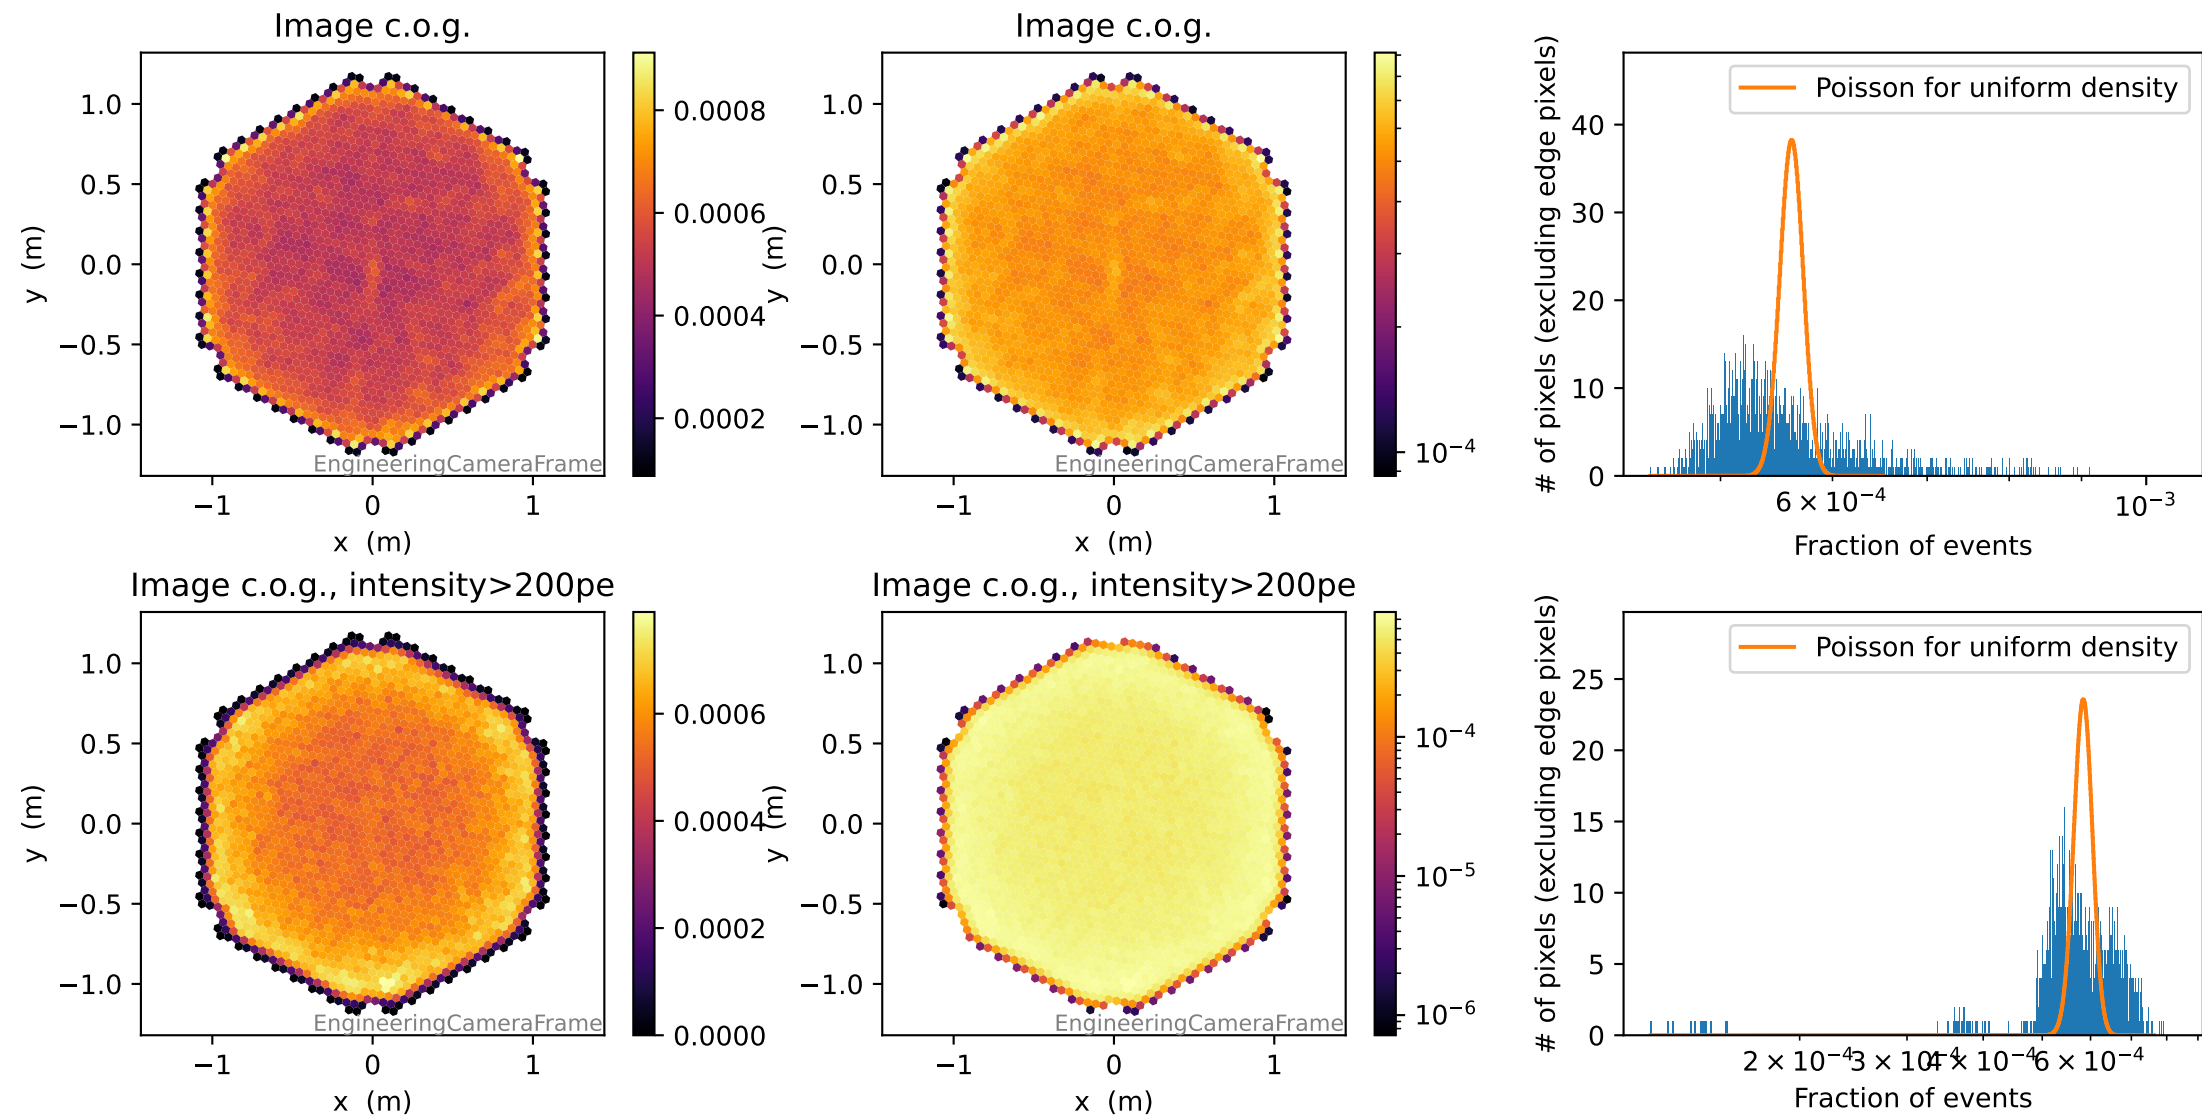 Image c.o.g.
1.0
0.5
0.0
−0.5
−1.0
y (m)
−1
0
1
x (m)
EngineeringCameraFrame
0.0008
0.0006
0.0004
0.0002
Image c.o.g.
1.0
0.5
0.0
−0.5
−1.0
y (m)
−1
0
1
x (m)
EngineeringCameraFrame
10⁻⁴
# of pixels (excluding edge pixels)
40
30
20
10
0
Poisson for uniform density
6 × 10⁻⁴
10⁻³
Fraction of events
Image c.o.g., intensity>200pe
1.0
0.5
0.0
−0.5
−1.0
y (m)
−1
0
1
x (m)
EngineeringCameraFrame
0.0006
0.0004
0.0002
0.0000
Image c.o.g., intensity>200pe
1.0
0.5
0.0
−0.5
−1.0
y (m)
−1
0
1
x (m)
EngineeringCameraFrame
10⁻⁴
10⁻⁵
10⁻⁶
# of pixels (excluding edge pixels)
25
20
15
10
5
0
Poisson for uniform density
2 × 10⁻⁴
3 × 10⁻⁴
4 × 10⁻⁴
6 × 10⁻⁴
Fraction of events